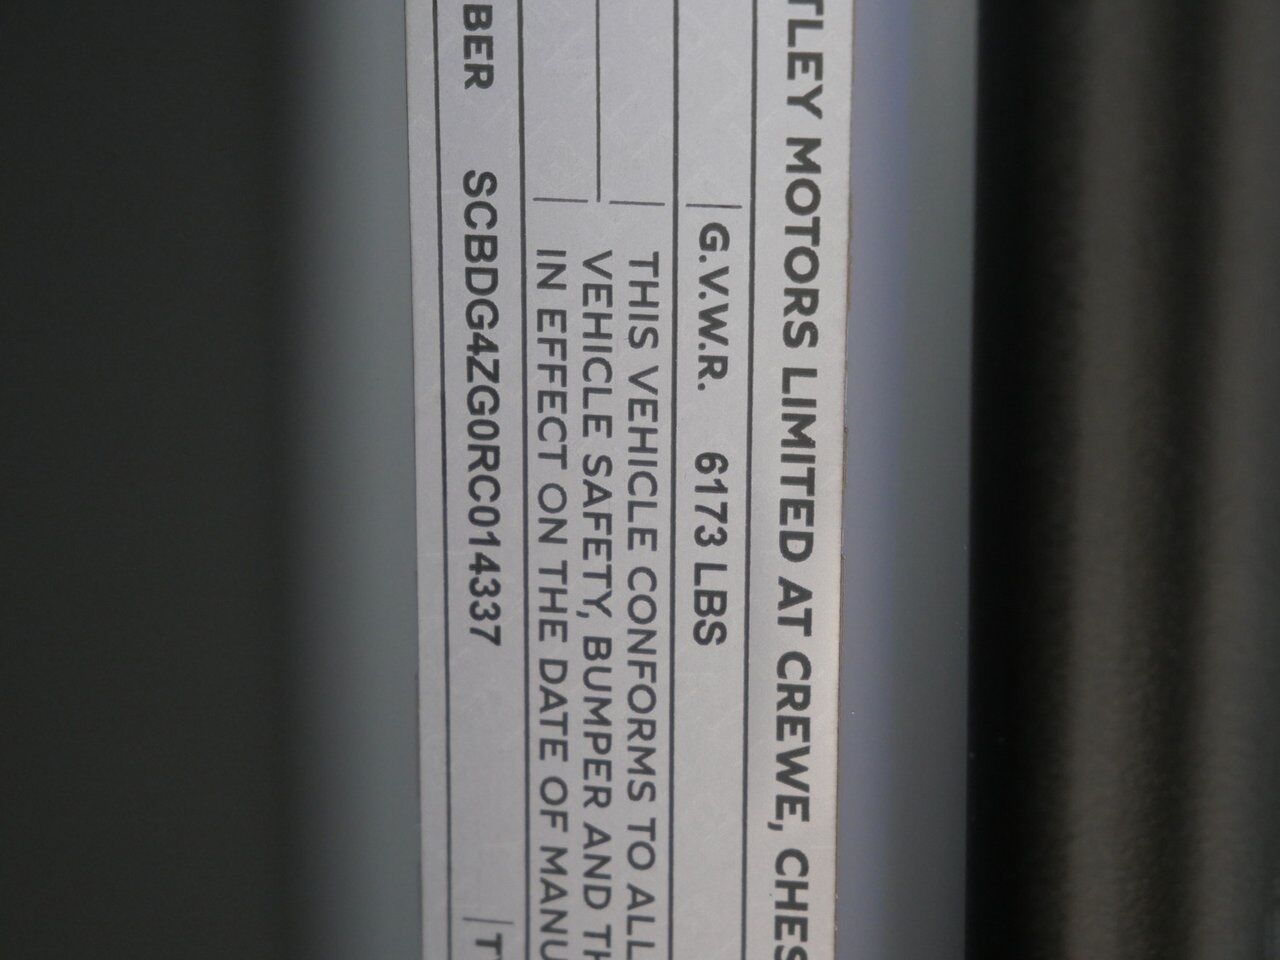 TLEY MOTORS LIMITED AT CREWE, CHES
G.V.W.R. 6173 LBS
THIS VEHICLE CONFORMS TO ALL
VEHICLE SAFETY, BUMPER AND TH
IN EFFECT ON THE DATE OF MANU
BER SCBDG4ZG0RC014337 TY